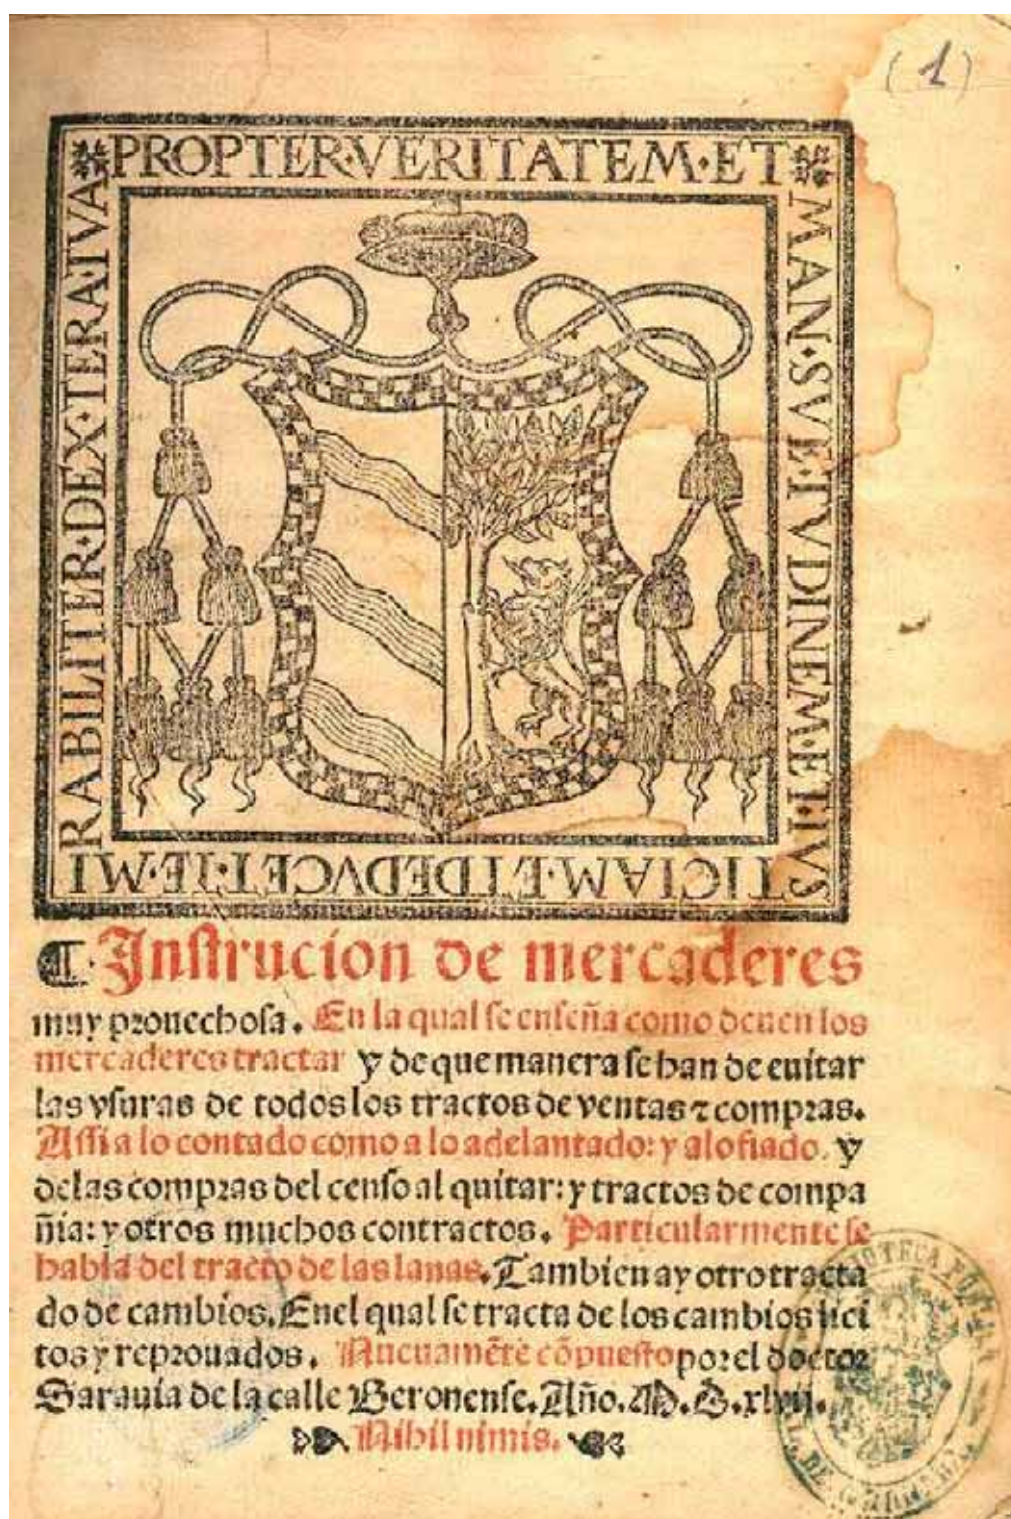 (1)
PROPTER·VERITATEM·ET
MAN·SVE·TVDINEM·ET·IVS
TICIAM·ET DEDVCET·TE·MI
RABILITER·DEX·TERA·TVA
¶·Instrucion de mercaderes
muy prouechosa. En la qual se enseña como deuen los
mercaderes tractar y de que manera se han de euitar
las vsuras de todos los tractos de ventas ⁊ compras.
Assi a lo contado como a lo adelantado: y alo fiado. y
delas compras del censo al quitar: y tractos de compa
ñia: y otros muchos contractos. Particularmente se
habla del tracto de las lanas. Tambien ay otro tracta
do de cambios. Enel qual se tracta de los cambios lici
tos y reprouados. Nueuamẽte cõpuesto por el doctor
Sarauia de la calle Beronense. Año. M.D.xlvii.
Nihil nimis.